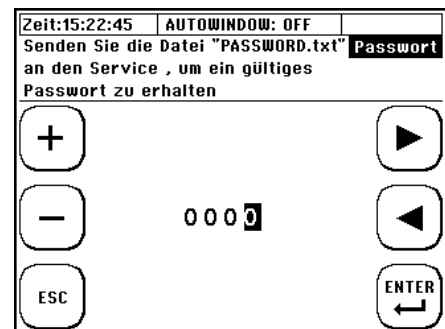 Zeit:15:22:45 AUTOWINDOW: OFF
Senden Sie die Datei "PASSWORD.txt" Passwort
an den Service , um ein gültiges
Passwort zu erhalten
+
− 0000
ESC ENTER